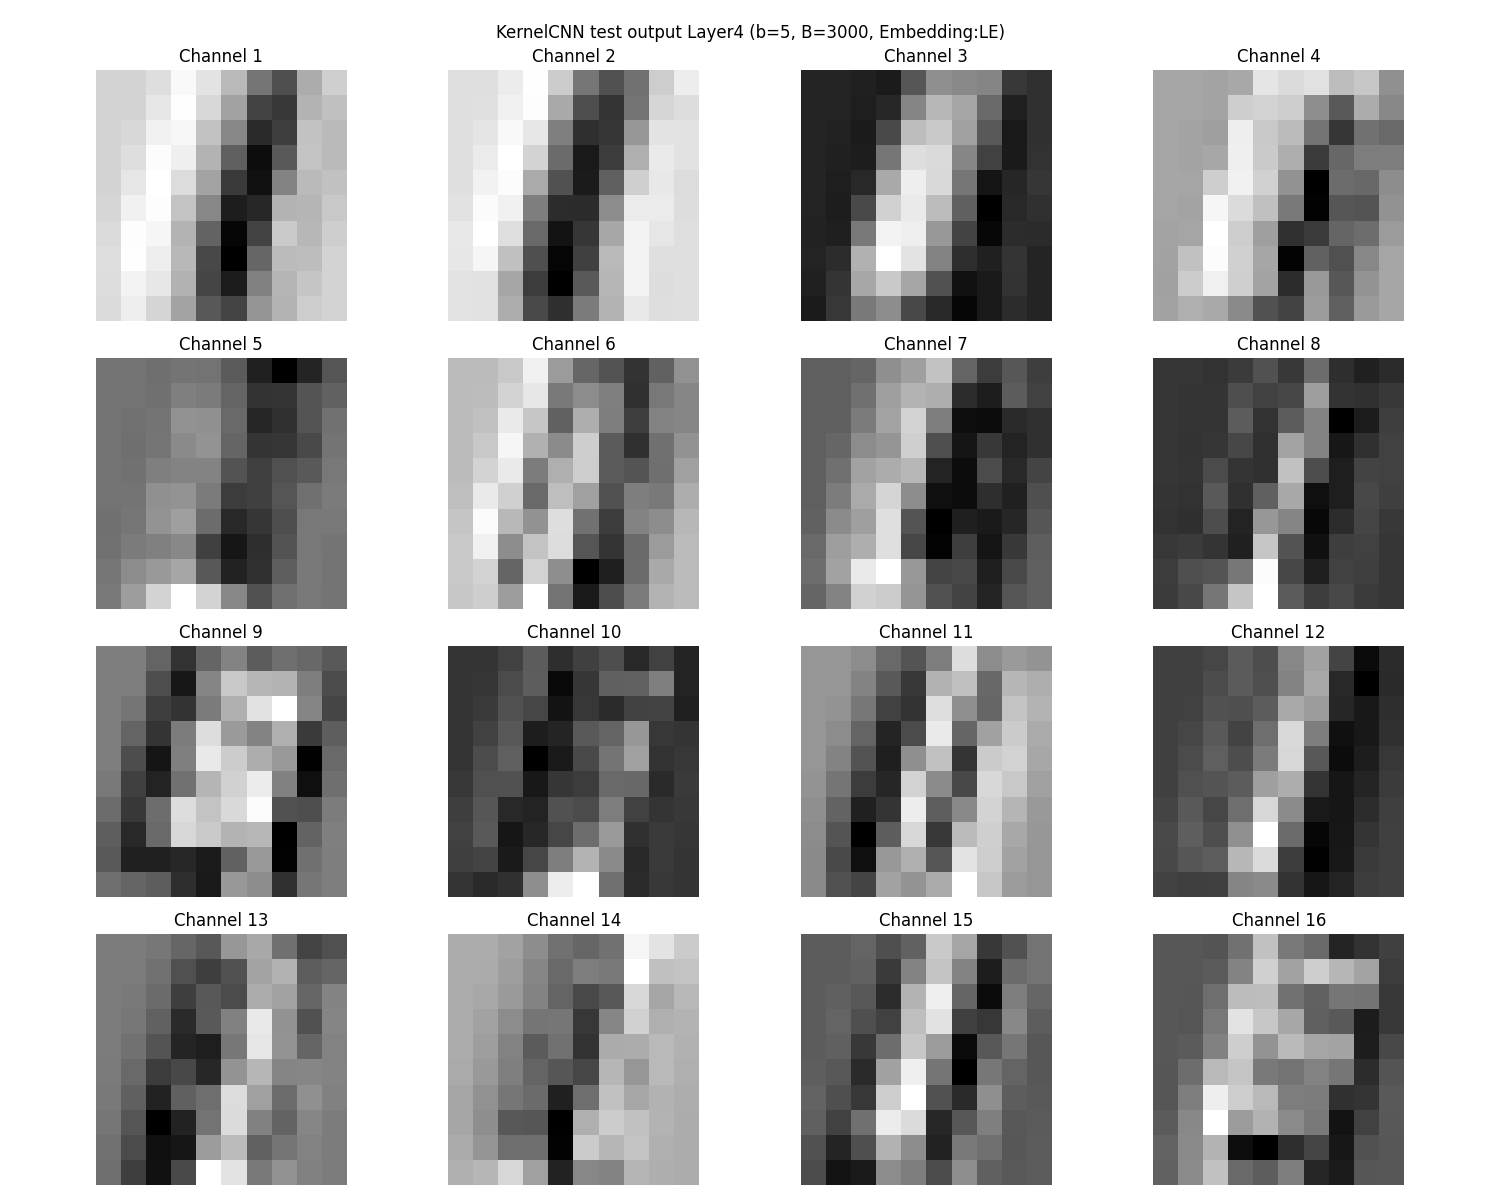 KernelCNN test output Layer4 (b=5, B=3000, Embedding:LE)
Channel 1
Channel 2
Channel 3
Channel 4
Channel 5
Channel 6
Channel 7
Channel 8
Channel 9
Channel 10
Channel 11
Channel 12
Channel 13
Channel 14
Channel 15
Channel 16